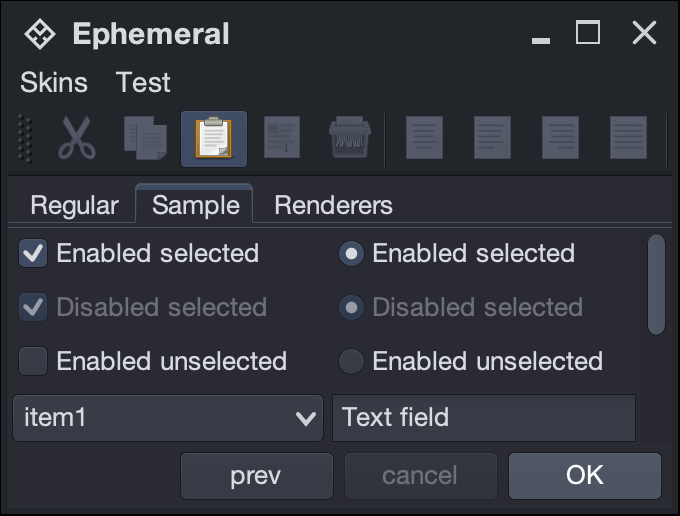 Ephemeral
Skins Test
Regular Sample Renderers
Enabled selected Enabled selected
Disabled selected Disabled selected
Enabled unselected Enabled unselected
item1 Text field
prev cancel OK